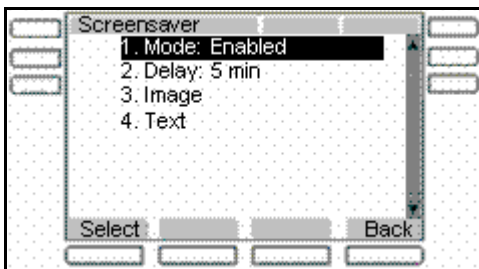 Screensaver
1. Mode: Enabled
2. Delay: 5 min
3. Image
4. Text
Select Back